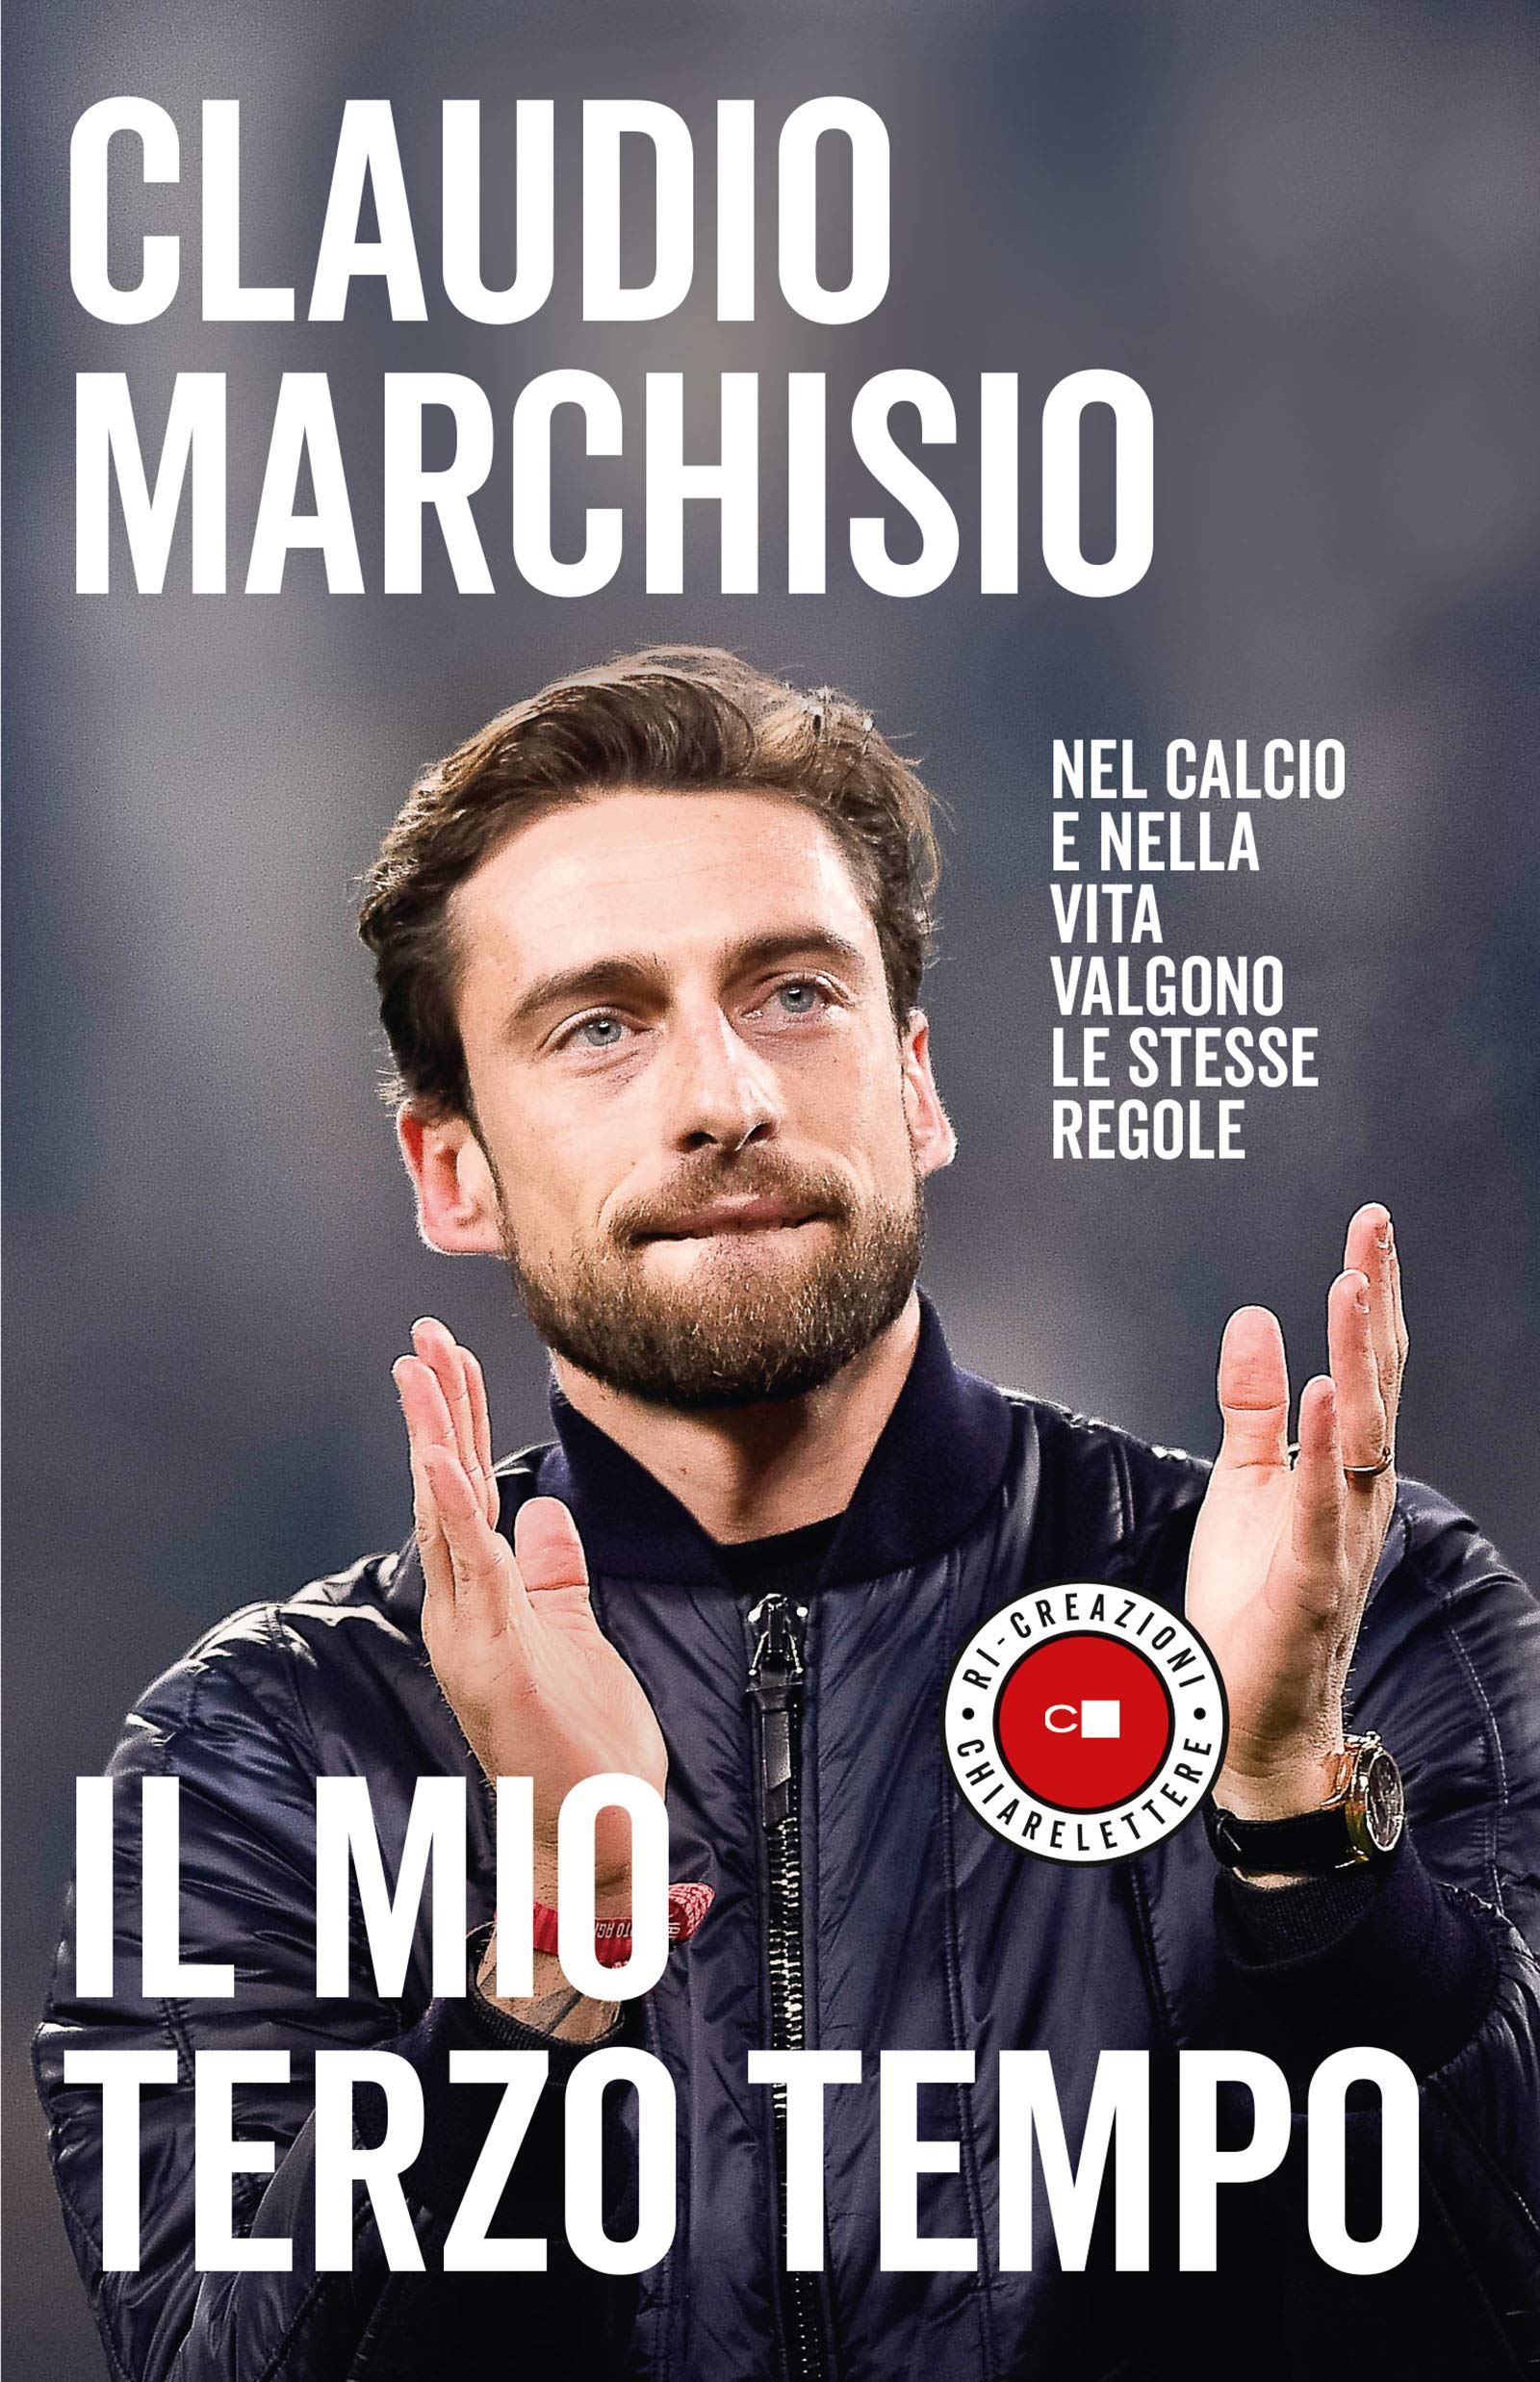 CLAUDIO
MARCHISIO
NEL CALCIO
E NELLA
VITA
VALGONO
LE STESSE
REGOLE
RI-CREAZIONI
C
CHIARELETTERE
IL MIO
TERZO TEMPO